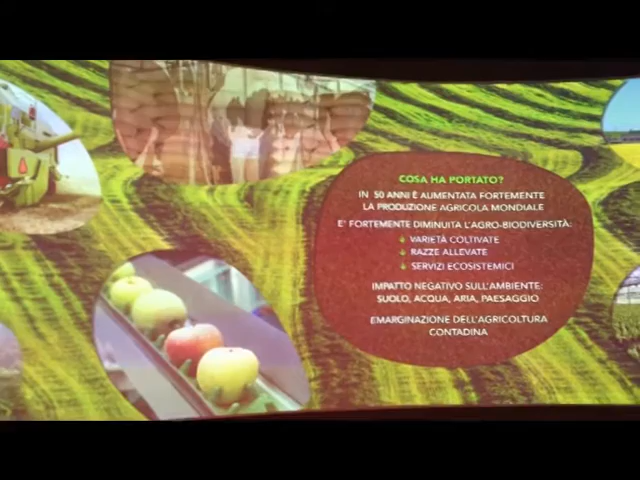 COSA HA PORTATO?
IN 50 ANNI È AUMENTATA FORTEMENTE
LA PRODUZIONE AGRICOLA MONDIALE
E' FORTEMENTE DIMINUITA L'AGRO-BIODIVERSITÀ:
VARIETÀ COLTIVATE
RAZZE ALLEVATE
SERVIZI ECOSISTEMICI
IMPATTO NEGATIVO SULL'AMBIENTE:
SUOLO, ACQUA, ARIA, PAESAGGIO
EMARGINAZIONE DELL'AGRICOLTURA
CONTADINA